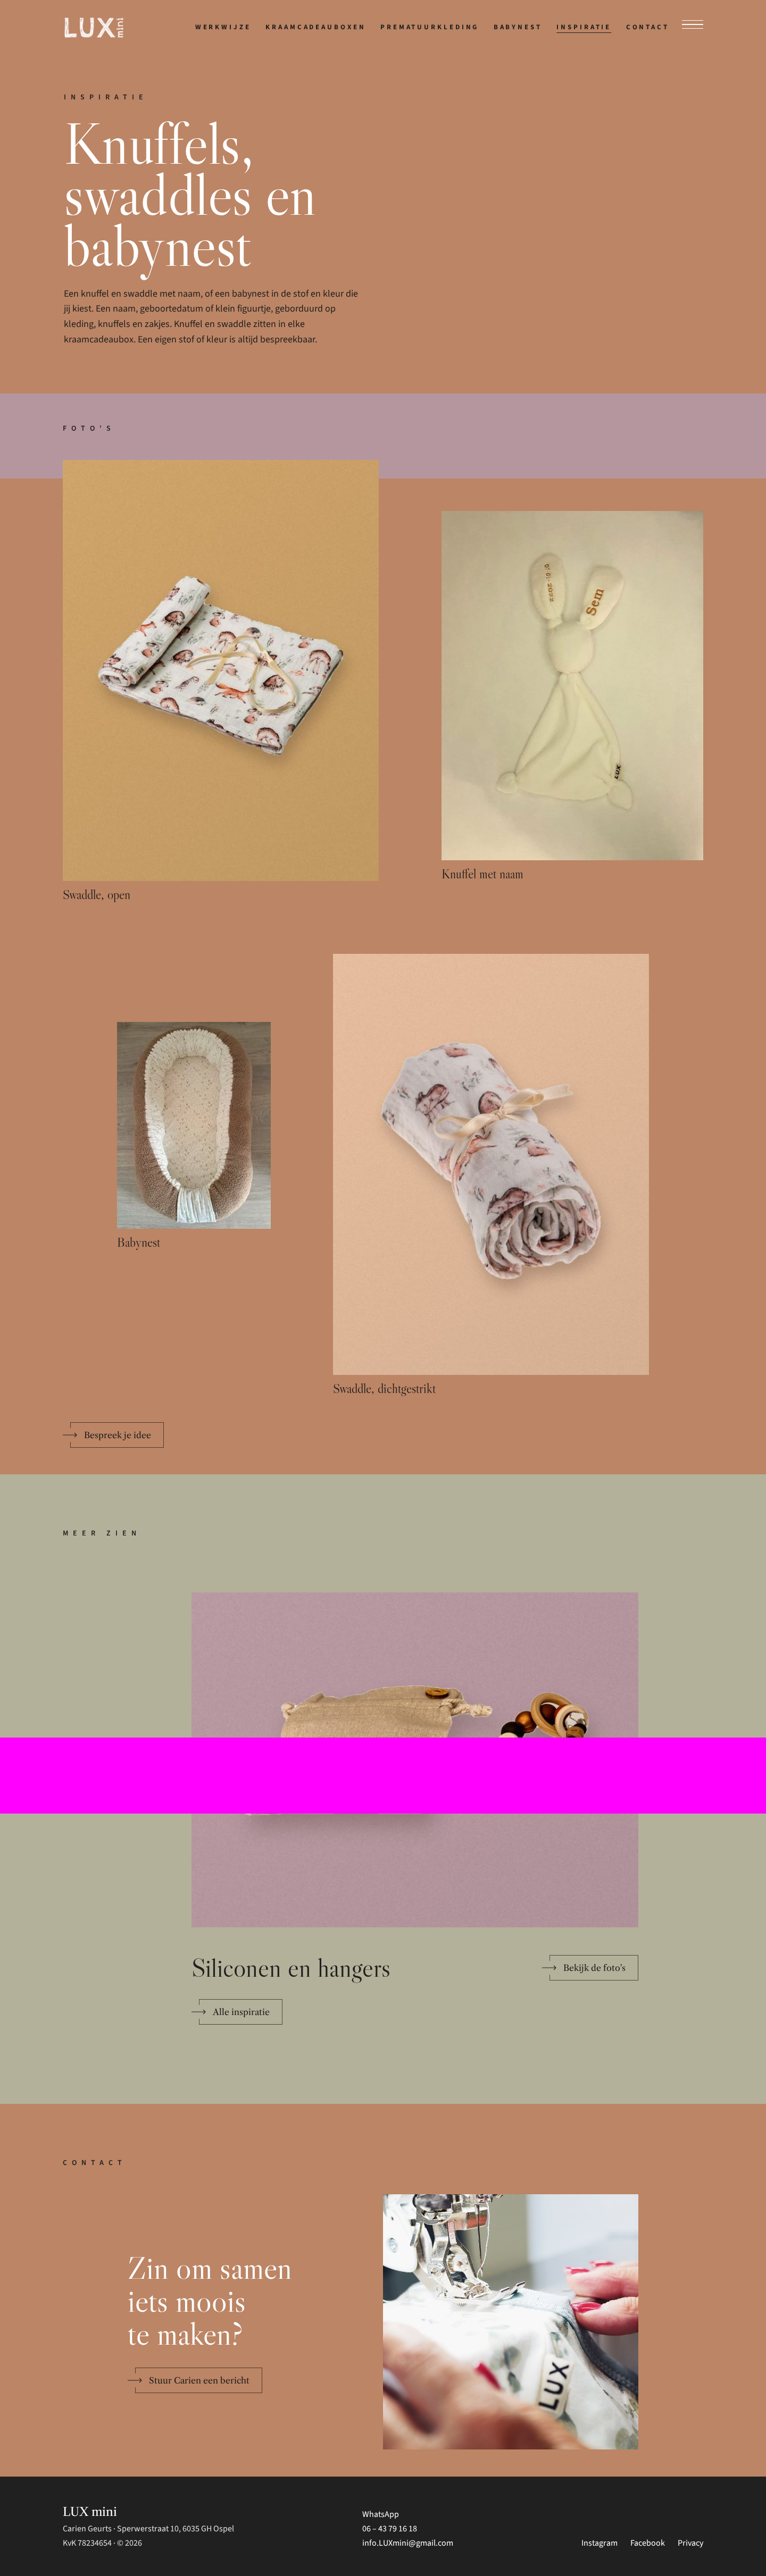 LUX mini
WERKWIJZE KRAAMCADEAUBOXEN PREMATUURKLEDING BABYNEST INSPIRATIE CONTACT
INSPIRATIE
Knuffels,
swaddles en
babynest
Een knuffel en swaddle met naam, of een babynest in de stof en kleur die
jij kiest. Een naam, geboortedatum of klein figuurtje, geborduurd op
kleding, knuffels en zakjes. Knuffel en swaddle zitten in elke
kraamcadeaubox. Een eigen stof of kleur is altijd bespreekbaar.
FOTO'S
Sem
LUX
Swaddle, open
Knuffel met naam
Babynest
Swaddle, dichtgestrikt
Bespreek je idee
MEER ZIEN
Siliconen en hangers
Bekijk de foto's
Alle inspiratie
CONTACT
Zin om samen
iets moois
te maken?
Stuur Carien een bericht
LUX
LUX mini
Carien Geurts · Sperwerstraat 10, 6035 GH Ospel
KvK 78234654 · © 2026
WhatsApp
06 – 43 79 16 18
info.LUXmini@gmail.com
Instagram Facebook Privacy